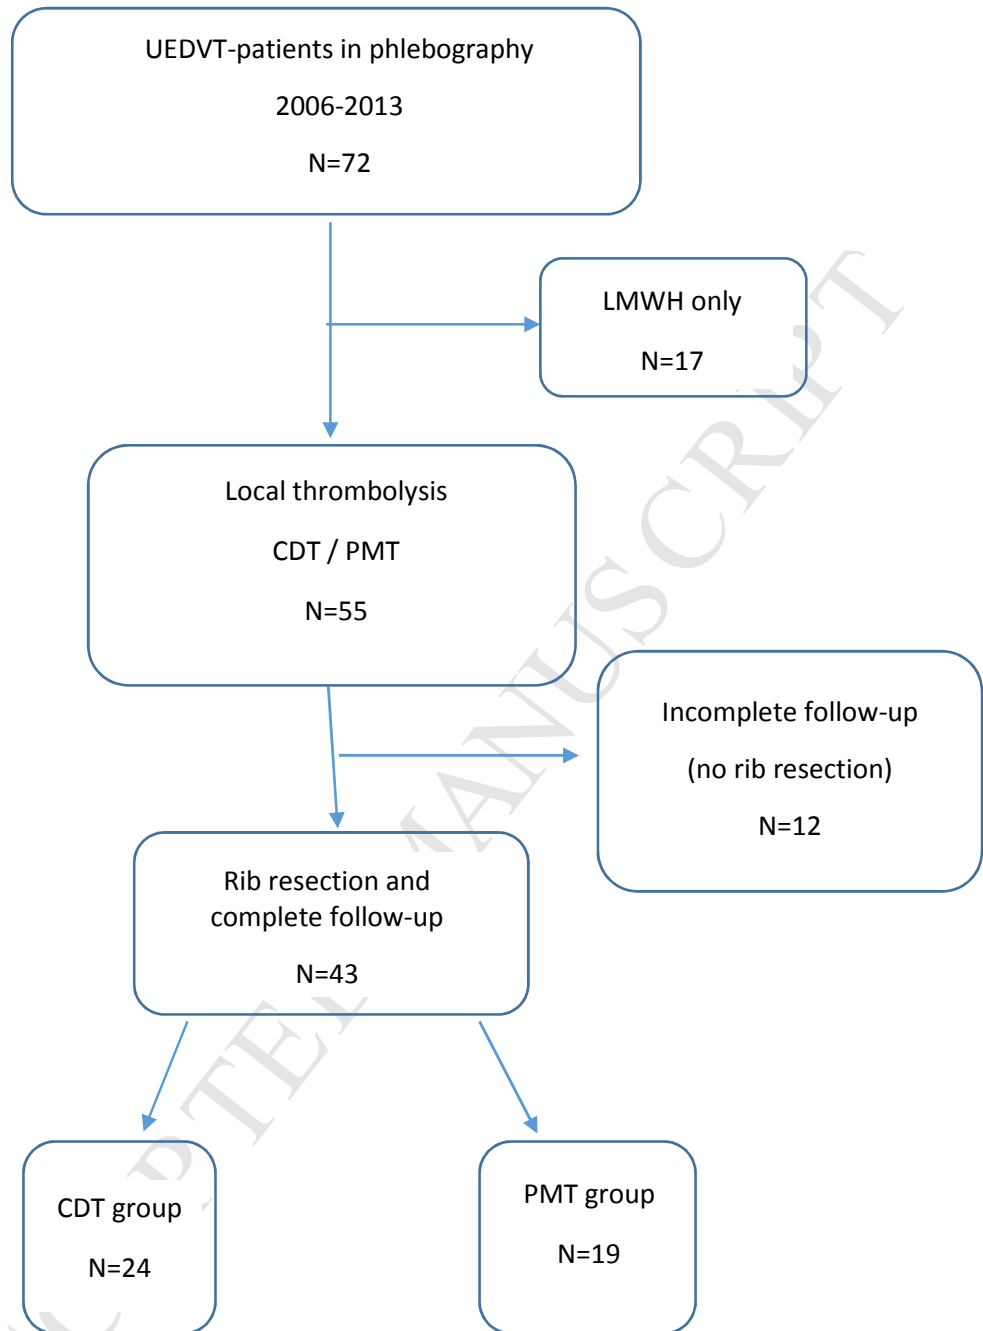 UEDVT-patients in phlebography
2006-2013
N=72
LMWH only
N=17
Local thrombolysis
CDT / PMT
N=55
Incomplete follow-up
(no rib resection)
N=12
Rib resection and
complete follow-up
N=43
CDT group
N=24
PMT group
N=19
MANUSCRIPT